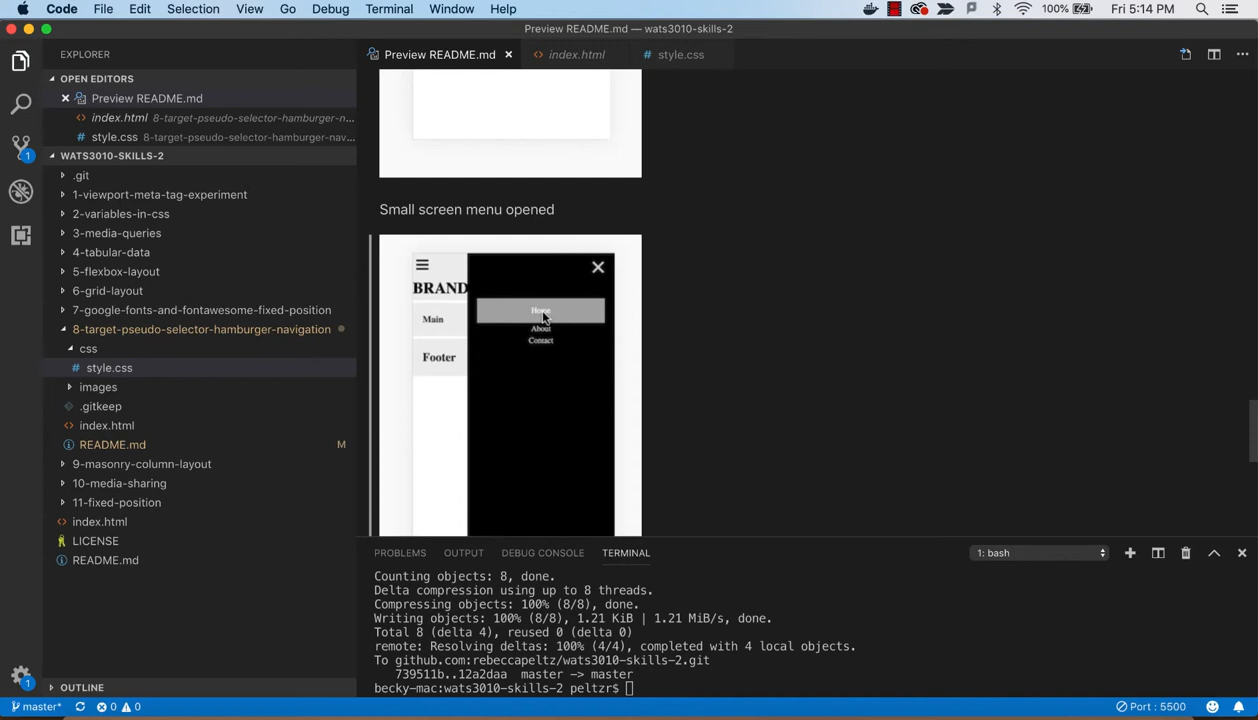 Code File Edit Selection View Go Debug Terminal Window Help 100% Fri 5:14 PM
Preview README.md — wats3010-skills-2
EXPLORER
OPEN EDITORS
Preview README.md
index.html 8-target-pseudo-selector-hamburger-n...
style.css 8-target-pseudo-selector-hamburger-nav...
WATS3010-SKILLS-2
.git
1-viewport-meta-tag-experiment
2-variables-in-css
3-media-queries
4-tabular-data
5-flexbox-layout
6-grid-layout
7-google-fonts-and-fontawesome-fixed-position
8-target-pseudo-selector-hamburger-navigation
css
style.css
images
.gitkeep
index.html
README.md M
9-masonry-column-layout
10-media-sharing
11-fixed-position
index.html
LICENSE
README.md
OUTLINE
1
1
Preview README.md index.html style.css
Small screen menu opened
BRAND
Main
Footer
Home
About
Contact
PROBLEMS OUTPUT DEBUG CONSOLE TERMINAL 1: bash
Counting objects: 8, done.
Delta compression using up to 8 threads.
Compressing objects: 100% (8/8), done.
Writing objects: 100% (8/8), 1.21 KiB | 1.21 MiB/s, done.
Total 8 (delta 4), reused 0 (delta 0)
remote: Resolving deltas: 100% (4/4), completed with 4 local objects.
To github.com:rebeccapeltz/wats3010-skills-2.git
739511b..12a2daa master -> master
becky-mac:wats3010-skills-2 peltzr$
master* 0 0 Port : 5500